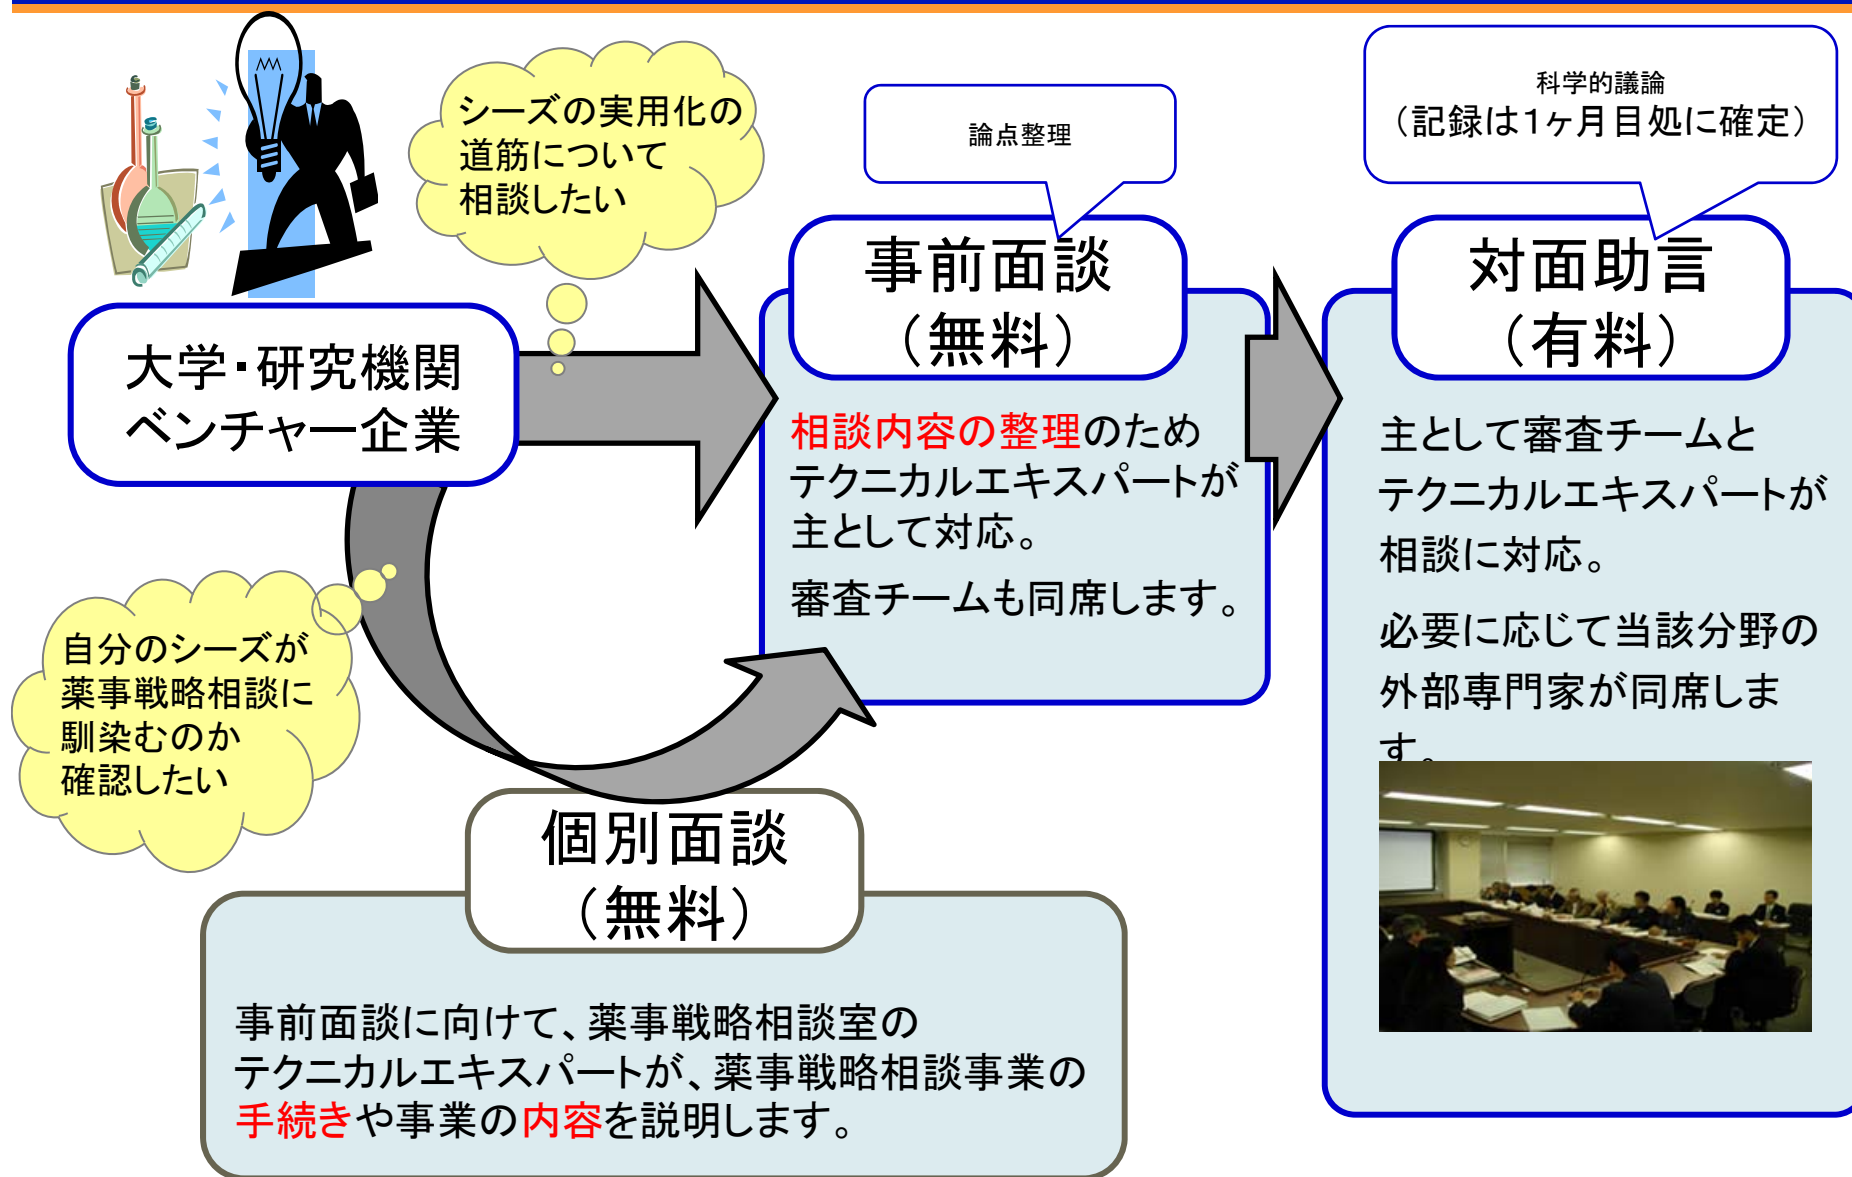 シーズの実用化の
道筋について
相談したい
論点整理
科学的議論
（記録は1ヶ月目処に確定）
大学・研究機関
ベンチャー企業
事前面談
（無料）
相談内容の整理のため
テクニカルエキスパートが
主として対応。
審査チームも同席します。
対面助言
（有料）
主として審査チームと
テクニカルエキスパートが
相談に対応。
必要に応じて当該分野の
外部専門家が同席しま
す。
自分のシーズが
薬事戦略相談に
馴染むのか
確認したい
個別面談
（無料）
事前面談に向けて、薬事戦略相談室の
テクニカルエキスパートが、薬事戦略相談事業の
手続きや事業の内容を説明します。